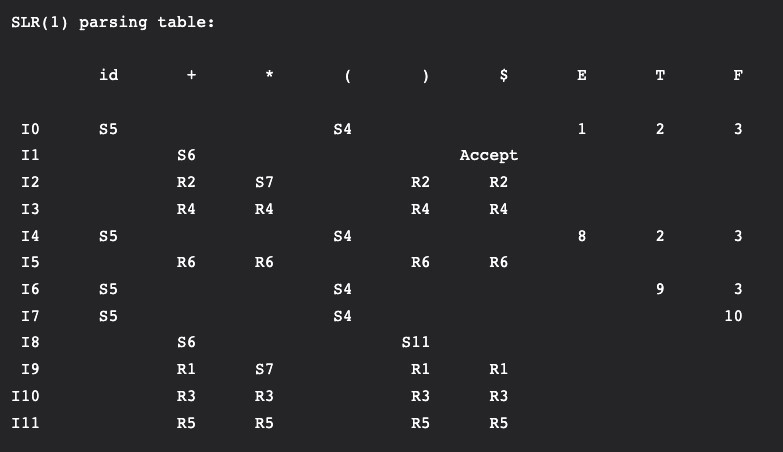 SLR(1) parsing table:
id + * ( ) $ E T F
I0 S5 S4 1 2 3
I1 S6 Accept
I2 R2 S7 R2 R2
I3 R4 R4 R4 R4
I4 S5 S4 8 2 3
I5 R6 R6 R6 R6
I6 S5 S4 9 3
I7 S5 S4 10
I8 S6 S11
I9 R1 S7 R1 R1
I10 R3 R3 R3 R3
I11 R5 R5 R5 R5